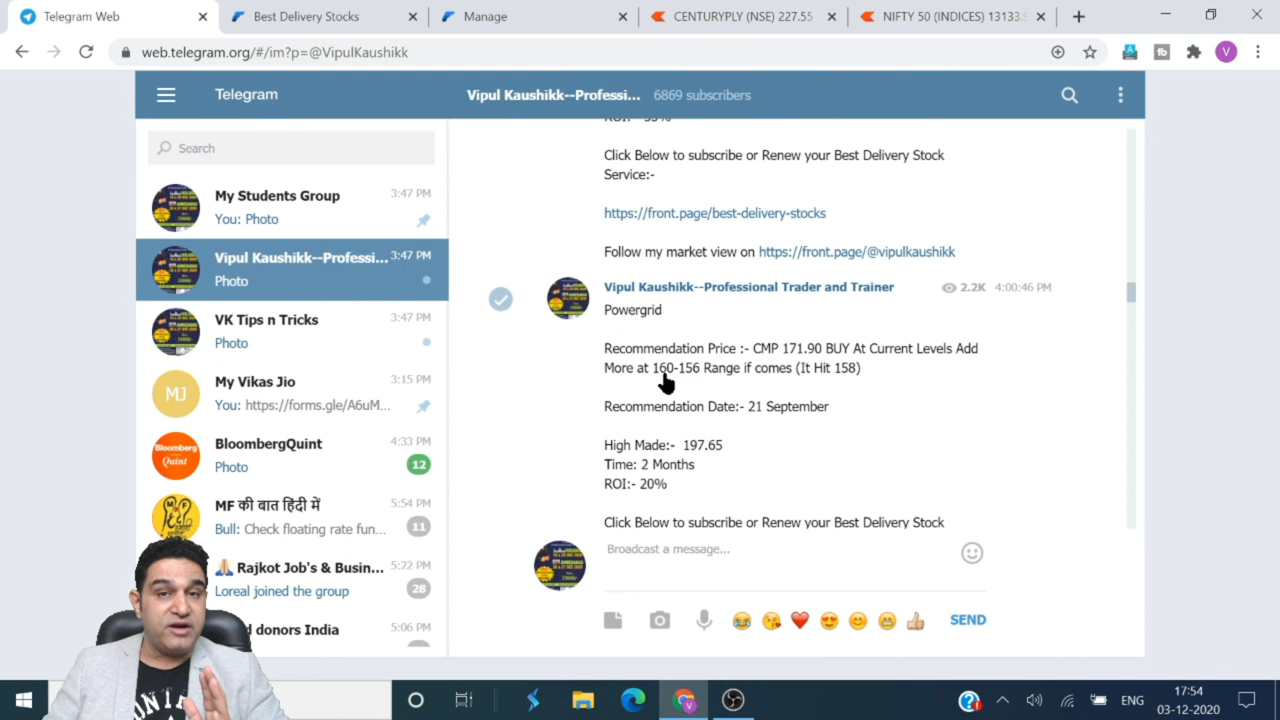 Telegram Web
Best Delivery Stocks
Manage
CENTURYPLY (NSE) 227.55
NIFTY 50 (INDICES) 13133.9
web.telegram.org/#/im?p=@VipulKaushikk
V
Telegram
Vipul Kaushikk--Professi... 6869 subscribers
Search
My Students Group 3:47 PM
You: Photo
Vipul Kaushikk--Professi... 3:47 PM
Photo
VK Tips n Tricks 3:47 PM
Photo
MJ
My Vikas Jio 3:15 PM
You: https://forms.gle/A6uM...
Bloomberg
Quint
BloombergQuint 4:33 PM
Photo 12
MF की बात हिंदी में 5:54 PM
Bull: Check floating rate fun... 11
Rajkot Job's & Busin... 5:22 PM
Loreal joined the group 28
donors India 5:06 PM
ROI:- 35%
Click Below to subscribe or Renew your Best Delivery Stock
Service:-
https://front.page/best-delivery-stocks
Follow my market view on https://front.page/@vipulkaushikk
Vipul Kaushikk--Professional Trader and Trainer 2.2K 4:00:46 PM
Powergrid
Recommendation Price :- CMP 171.90 BUY At Current Levels Add
More at 160-156 Range if comes (It Hit 158)
Recommendation Date:- 21 September
High Made:- 197.65
Time: 2 Months
ROI:- 20%
Click Below to subscribe or Renew your Best Delivery Stock
Broadcast a message...
SEND
ENG
17:54
03-12-2020